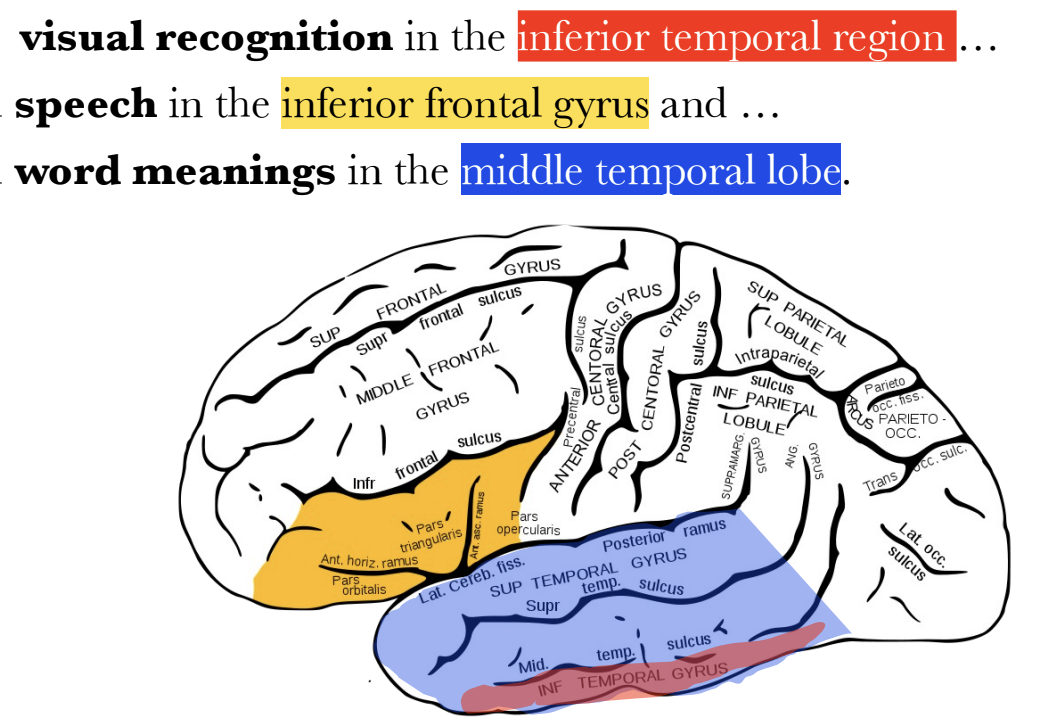 visual recognition in the inferior temporal region …
speech in the inferior frontal gyrus and …
word meanings in the middle temporal lobe.
SUP FRONTAL GYRUS
Supr frontal sulcus
MIDDLE FRONTAL
GYRUS
Infr frontal sulcus
Precentral sulcus
ANTERIOR CENTORAL GYRUS
Central sulcus
POST CENTORAL GYRUS
Postcentral sulcus
SUP PARIETAL
LOBULE
Intraparietal
sulcus
INF PARIETAL
LOBULE
SUPRAMARG.
GYRUS
ANG.
GYRUS
ARCUS
Parieto
occ. fiss.
PARIETO -
OCC.
Trans occ. sulc.
Lat. occ.
sulcus
Pars
triangularis
Ant. asc. ramus
Pars
opercularis
Ant. horiz. ramus
Pars
orbitalis
Lat. Cereb. fiss.
Posterior ramus
SUP TEMPORAL GYRUS
Supr temp. sulcus
Mid. temp. sulcus
INF TEMPORAL GYRUS